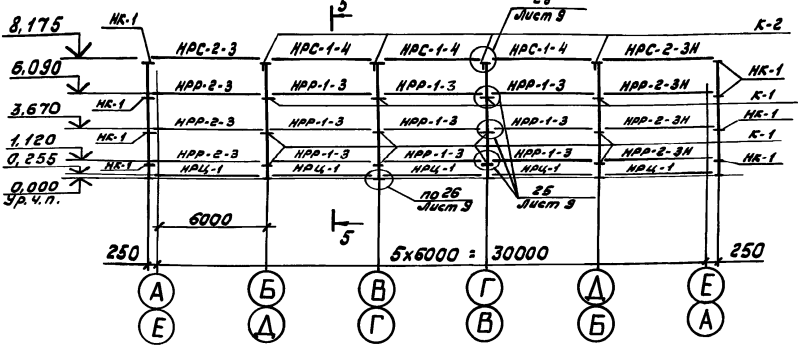 5
Лист 9
8,175 НК-1 К-2
НРС-2-3 НРС-1-4 НРС-1-4 НРС-1-4 НРС-2-3Н
6,090 НК-1
НРР-2-3 НРР-1-3 НРР-1-3 НРР-1-3 НРР-2-3Н
НК-1 К-1
3,670 НК-1
НРР-2-3 НРР-1-3 НРР-1-3 НРР-1-3 НРР-2-3Н
НК-1 К-1
1,120
НРР-2-3 НРР-1-3 НРР-1-3 НРР-1-3 НРР-2-3Н
0,255 НК-1 НК-1
НРЦ-1 НРЦ-1 НРЦ-1 НРЦ-1 НРЦ-1
0,000
Ур.ч.п.
по 26
Лист 9
25
Лист 9
6000
5
250 5х6000 = 30000 250
А Б В Г Д Е
Е Д Г В Б А